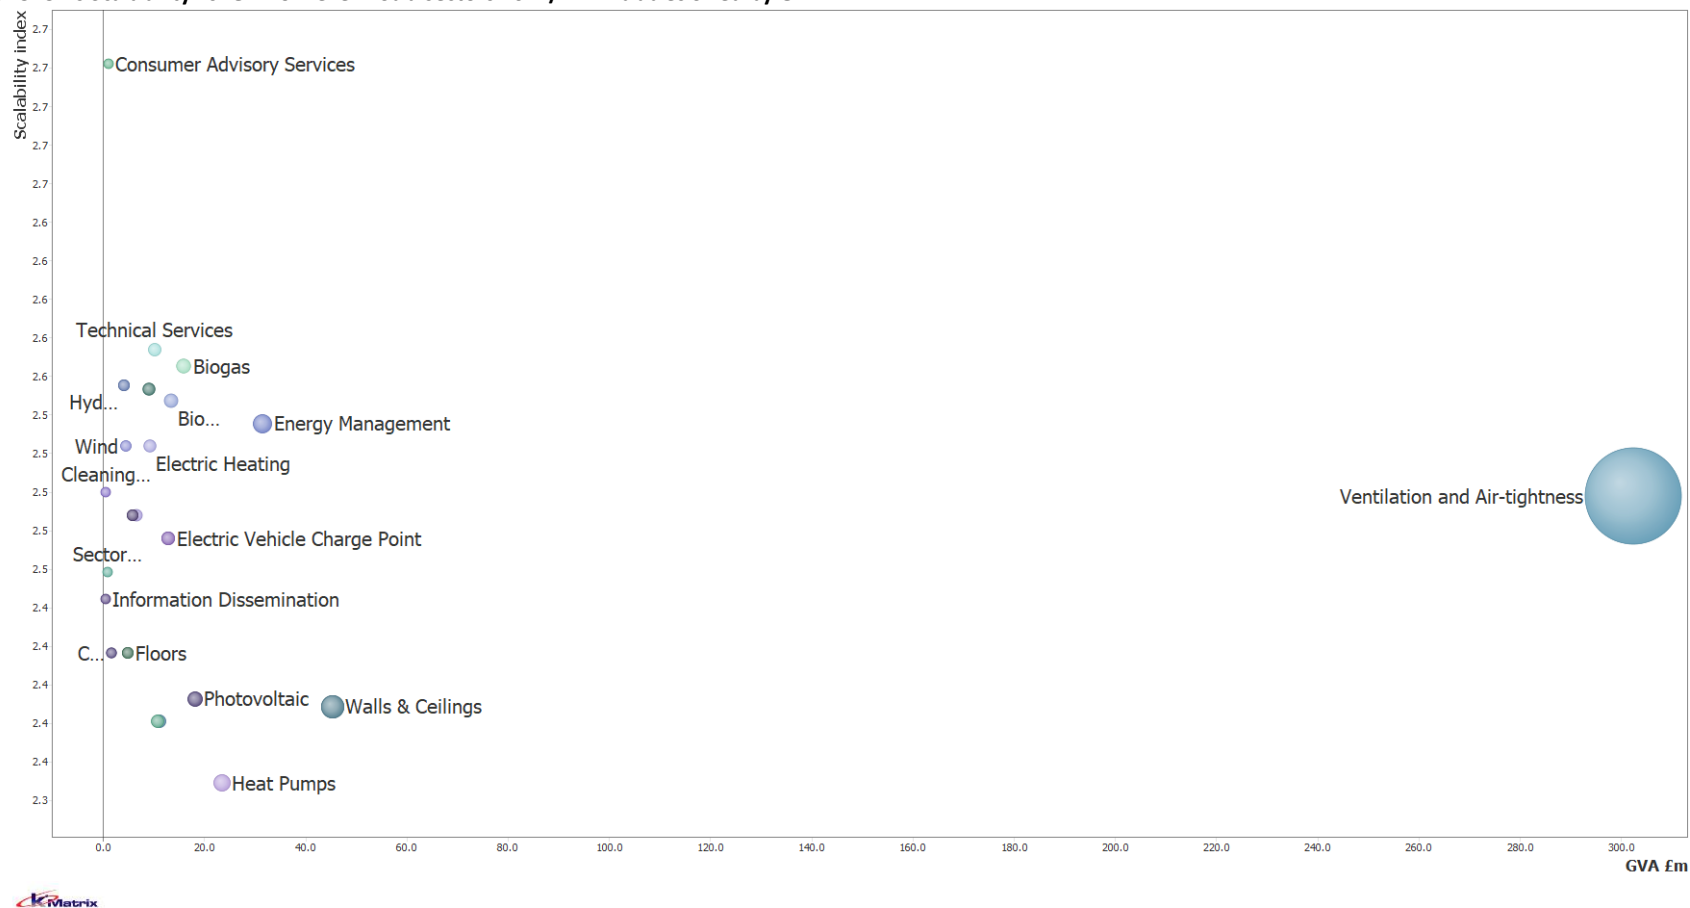 Scalability index
2.7
2.7
2.7
2.7
2.7
2.6
2.6
2.6
2.6
2.6
2.5
2.5
2.5
2.5
2.5
2.4
2.4
2.4
2.4
2.4
2.3
Consumer Advisory Services
Technical Services
Biogas
Hyd...
Bio...
Energy Management
Wind
Electric Heating
Cleaning...
Ventilation and Air-tightness
Electric Vehicle Charge Point
Sector...
Information Dissemination
C...
Floors
Photovoltaic
Walls & Ceilings
Heat Pumps
0.0 20.0 40.0 60.0 80.0 100.0 120.0 140.0 160.0 180.0 200.0 220.0 240.0 260.0 280.0 300.0
GVA £m
kMatrix